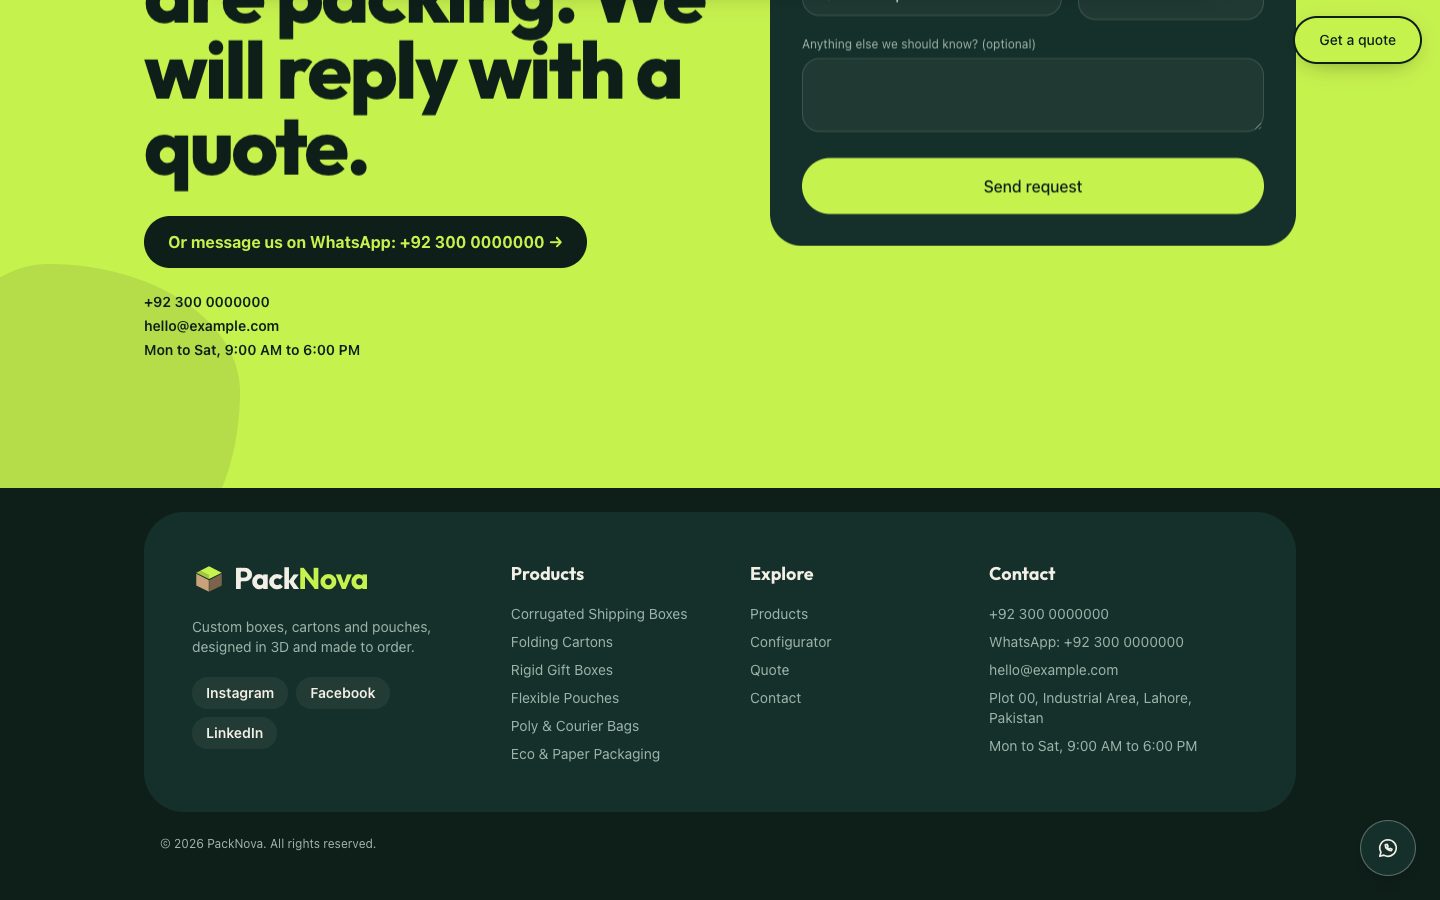 are packing. We
will reply with a
quote.
Or message us on WhatsApp: +92 300 0000000 →
+92 300 0000000
hello@example.com
Mon to Sat, 9:00 AM to 6:00 PM
Anything else we should know? (optional)
Send request
Get a quote
PackNova
Custom boxes, cartons and pouches,
designed in 3D and made to order.
Instagram
Facebook
LinkedIn
Products
Corrugated Shipping Boxes
Folding Cartons
Rigid Gift Boxes
Flexible Pouches
Poly & Courier Bags
Eco & Paper Packaging
Explore
Products
Configurator
Quote
Contact
Contact
+92 300 0000000
WhatsApp: +92 300 0000000
hello@example.com
Plot 00, Industrial Area, Lahore,
Pakistan
Mon to Sat, 9:00 AM to 6:00 PM
© 2026 PackNova. All rights reserved.